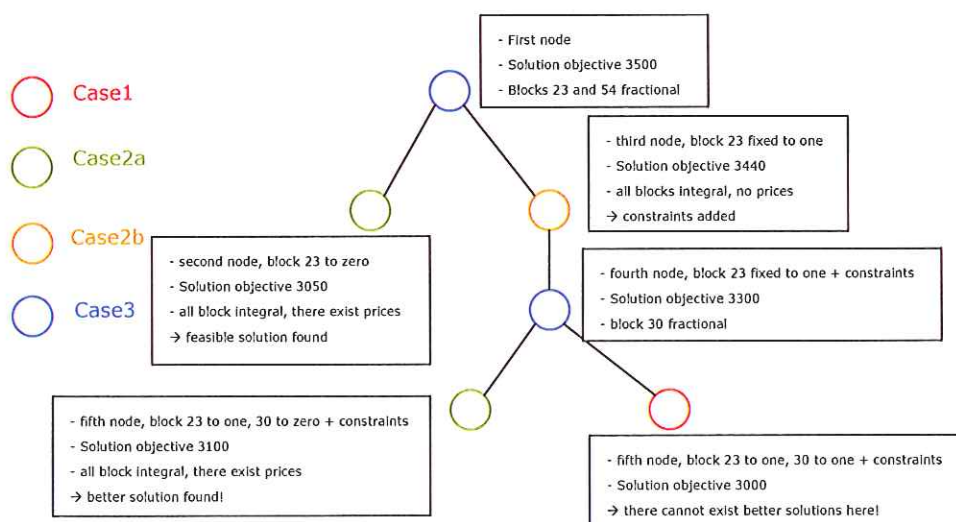 Case1
Case2a
Case2b
Case3
- First node
- Solution objective 3500
- Blocks 23 and 54 fractional
- third node, block 23 fixed to one
- Solution objective 3440
- all blocks integral, no prices
→ constraints added
- second node, block 23 to zero
- Solution objective 3050
- all block integral, there exist prices
→ feasible solution found
- fourth node, block 23 fixed to one + constraints
- Solution objective 3300
- block 30 fractional
- fifth node, block 23 to one, 30 to zero + constraints
- Solution objective 3100
- all block integral, there exist prices
→ better solution found!
- fifth node, block 23 to one, 30 to one + constraints
- Solution objective 3000
→ there cannot exist better solutions here!